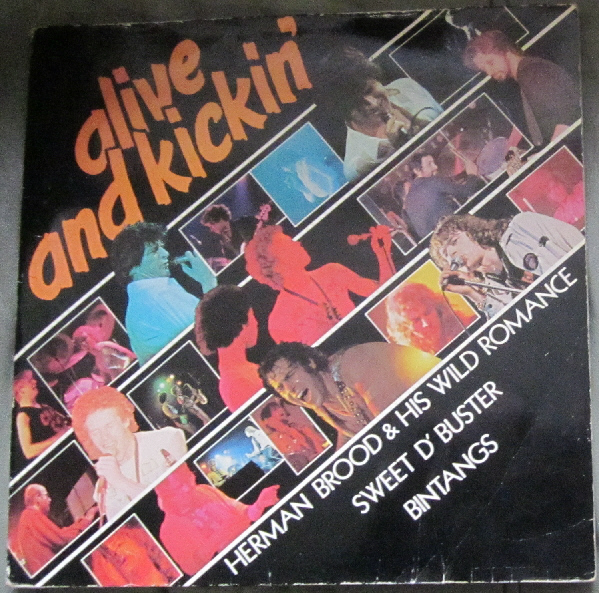 alive
and kickin'
HERMAN BROOD & HIS WILD ROMANCE
SWEET D' BUSTER
BINTANGS